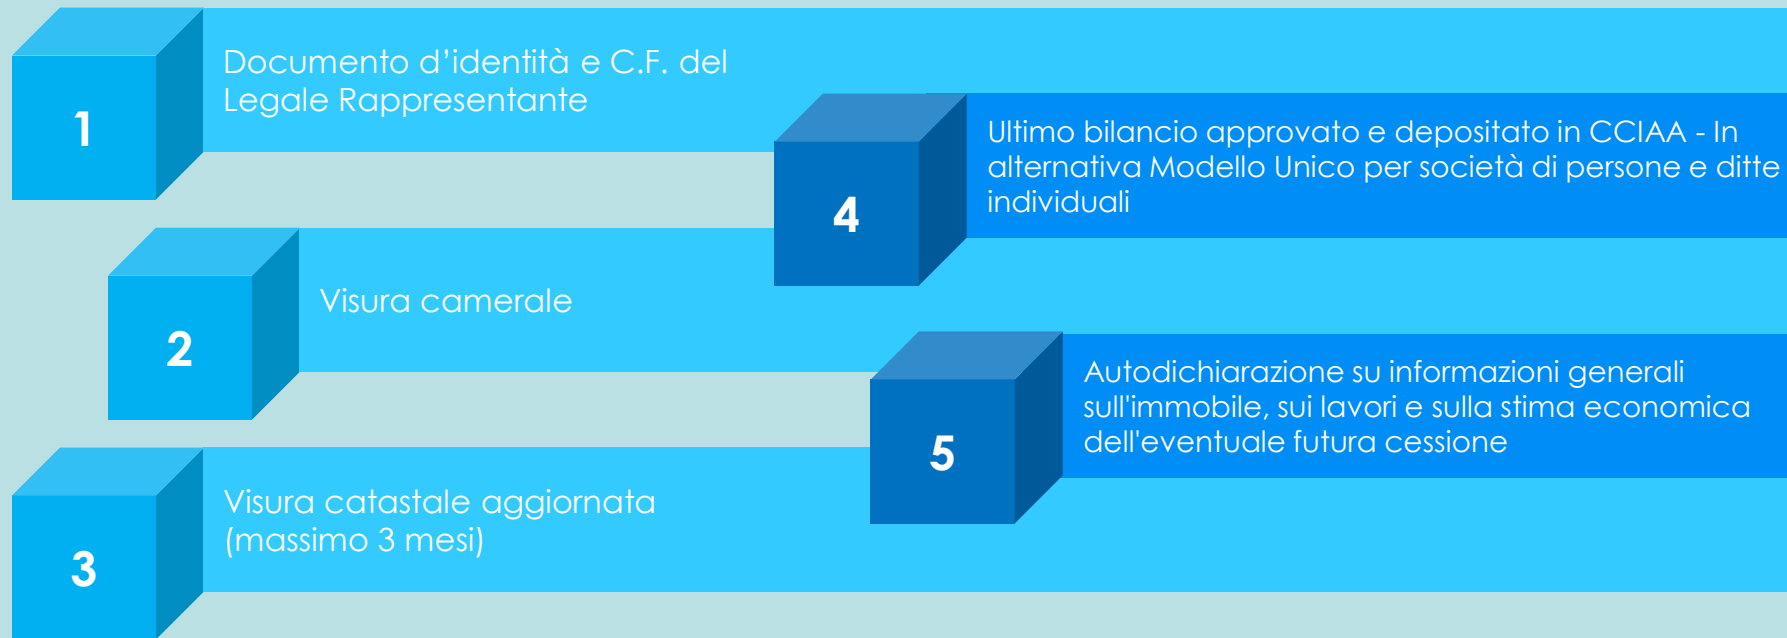 1
Documento d'identità e C.F. del
Legale Rappresentante
2
Visura camerale
3
Visura catastale aggiornata
(massimo 3 mesi)
4
Ultimo bilancio approvato e depositato in CCIAA - In
alternativa Modello Unico per società di persone e ditte
individuali
5
Autodichiarazione su informazioni generali
sull'immobile, sui lavori e sulla stima economica
dell'eventuale futura cessione